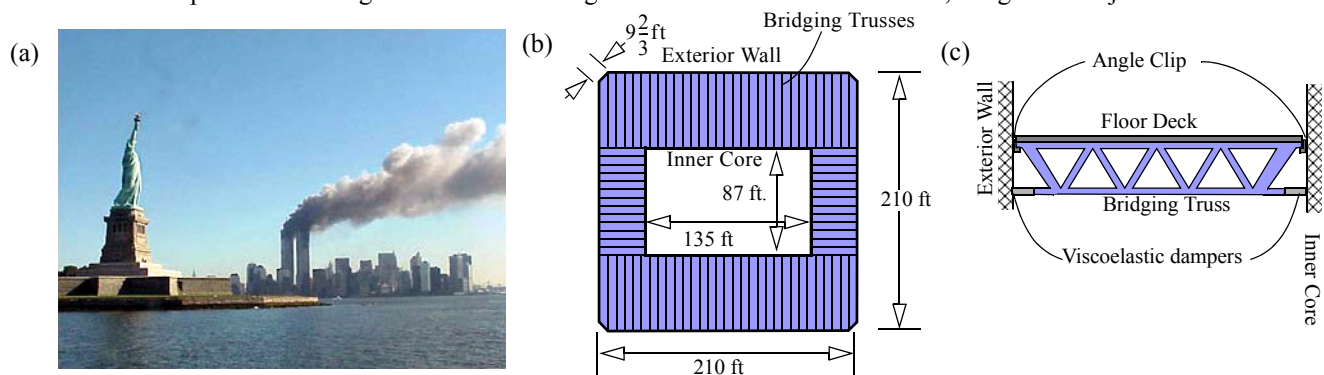 (a)
(b)
9 2/3 ft
Exterior Wall
Bridging Trusses
Inner Core
87 ft.
135 ft
210 ft
210 ft
(c)
Angle Clip
Exterior Wall
Floor Deck
Bridging Truss
Viscoelastic dampers
Inner Core